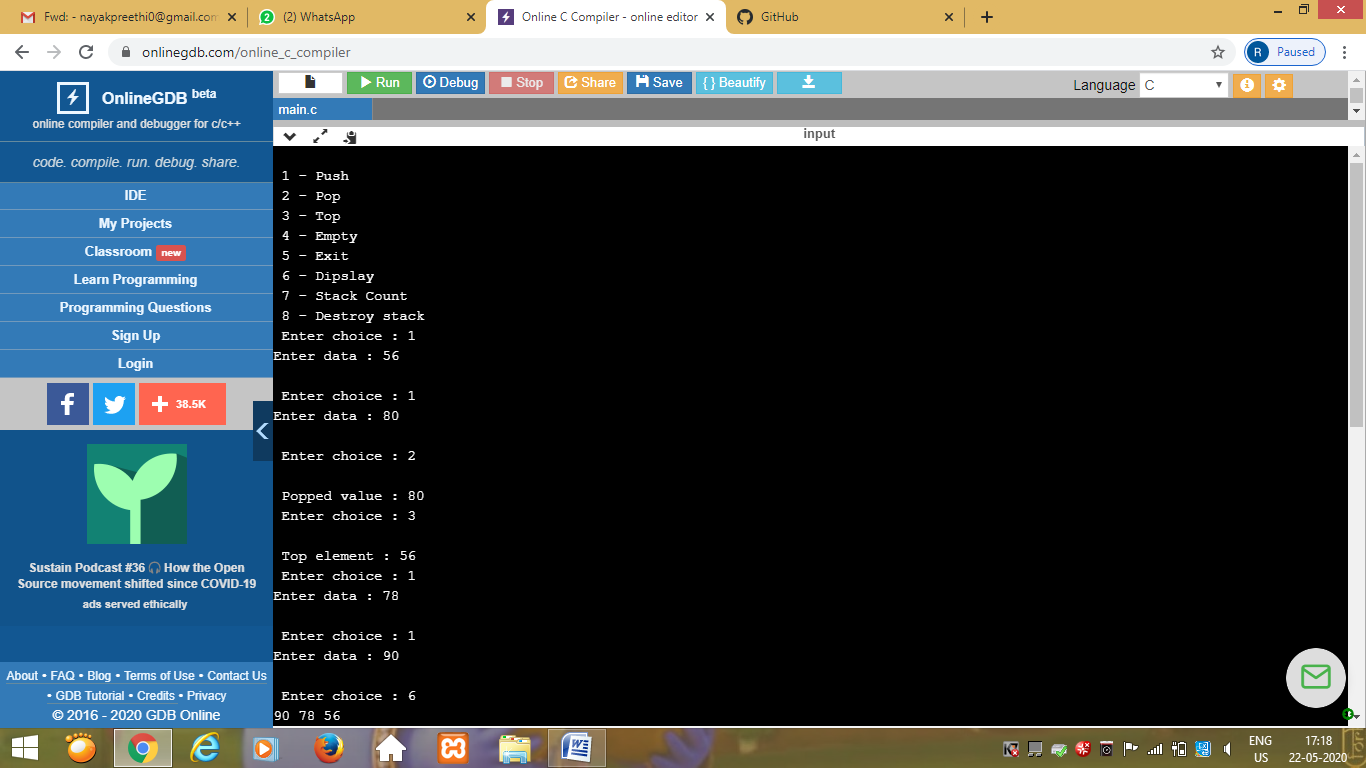 Fwd: - nayakpreethi0@gmail.com
(2) WhatsApp
Online C Compiler - online editor
GitHub
onlinegdb.com/online_c_compiler
R Paused
OnlineGDB beta
online compiler and debugger for c/c++
code. compile. run. debug. share.
IDE
My Projects
Classroom new
Learn Programming
Programming Questions
Sign Up
Login
38.5K
Sustain Podcast #36 🎧 How the Open
Source movement shifted since COVID-19
ads served ethically
About • FAQ • Blog • Terms of Use • Contact Us
• GDB Tutorial • Credits • Privacy
© 2016 - 2020 GDB Online
Run Debug Stop Share Save { } Beautify
Language C
main.c
input
1 - Push
2 - Pop
3 - Top
4 - Empty
5 - Exit
6 - Dipslay
7 - Stack Count
8 - Destroy stack
Enter choice : 1
Enter data : 56
Enter choice : 1
Enter data : 80
Enter choice : 2
Popped value : 80
Enter choice : 3
Top element : 56
Enter choice : 1
Enter data : 78
Enter choice : 1
Enter data : 90
Enter choice : 6
90 78 56
ENG 17:18
US 22-05-2020